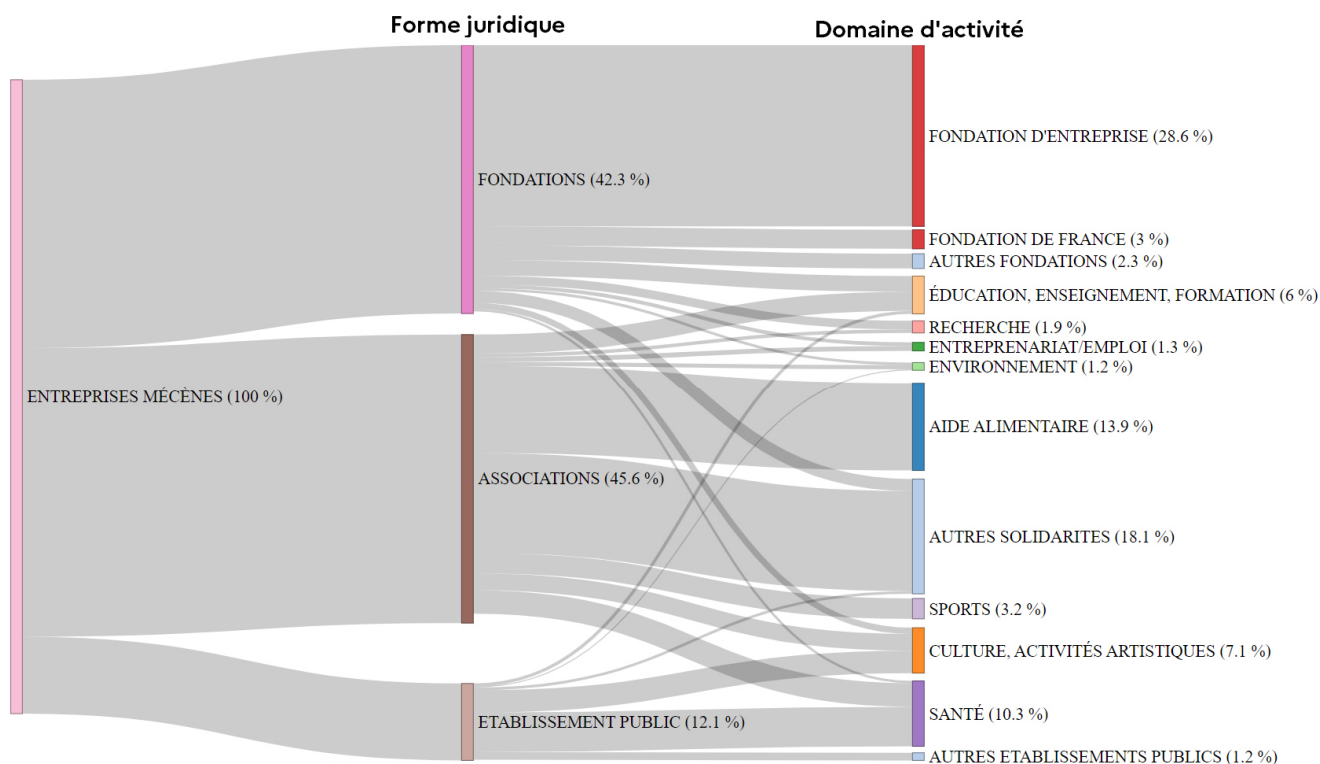 Forme juridique
Domaine d'activité
ENTREPRISES MÉCÈNES (100 %)
FONDATIONS (42.3 %)
ASSOCIATIONS (45.6 %)
ETABLISSEMENT PUBLIC (12.1 %)
FONDATION D'ENTREPRISE (28.6 %)
FONDATION DE FRANCE (3 %)
AUTRES FONDATIONS (2.3 %)
ÉDUCATION, ENSEIGNEMENT, FORMATION (6 %)
RECHERCHE (1.9 %)
ENTREPRENARIAT/EMPLOI (1.3 %)
ENVIRONNEMENT (1.2 %)
AIDE ALIMENTAIRE (13.9 %)
AUTRES SOLIDARITES (18.1 %)
SPORTS (3.2 %)
CULTURE, ACTIVITÉS ARTISTIQUES (7.1 %)
SANTÉ (10.3 %)
AUTRES ETABLISSEMENTS PUBLICS (1.2 %)